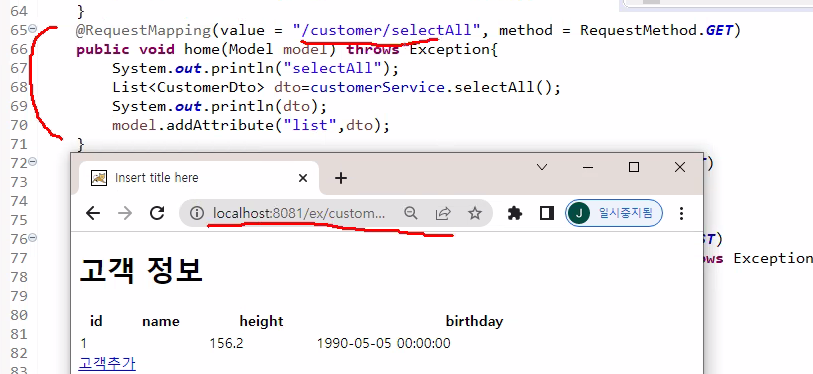 64 }
65 @RequestMapping(value = "/customer/selectAll", method = RequestMethod.GET)
66 public void home(Model model) throws Exception{
67 System.out.println("selectAll");
68 List<CustomerDto> dto=customerService.selectAll();
69 System.out.println(dto);
70 model.addAttribute("list",dto);
71 }
72 )
73
74
75
76 ST)
77 ows Exception
78
79
80
81
82
83
Insert title here
localhost:8081/ex/custom...
J 일시중지됨
고객 정보
id name height birthday
1 156.2 1990-05-05 00:00:00
고객추가